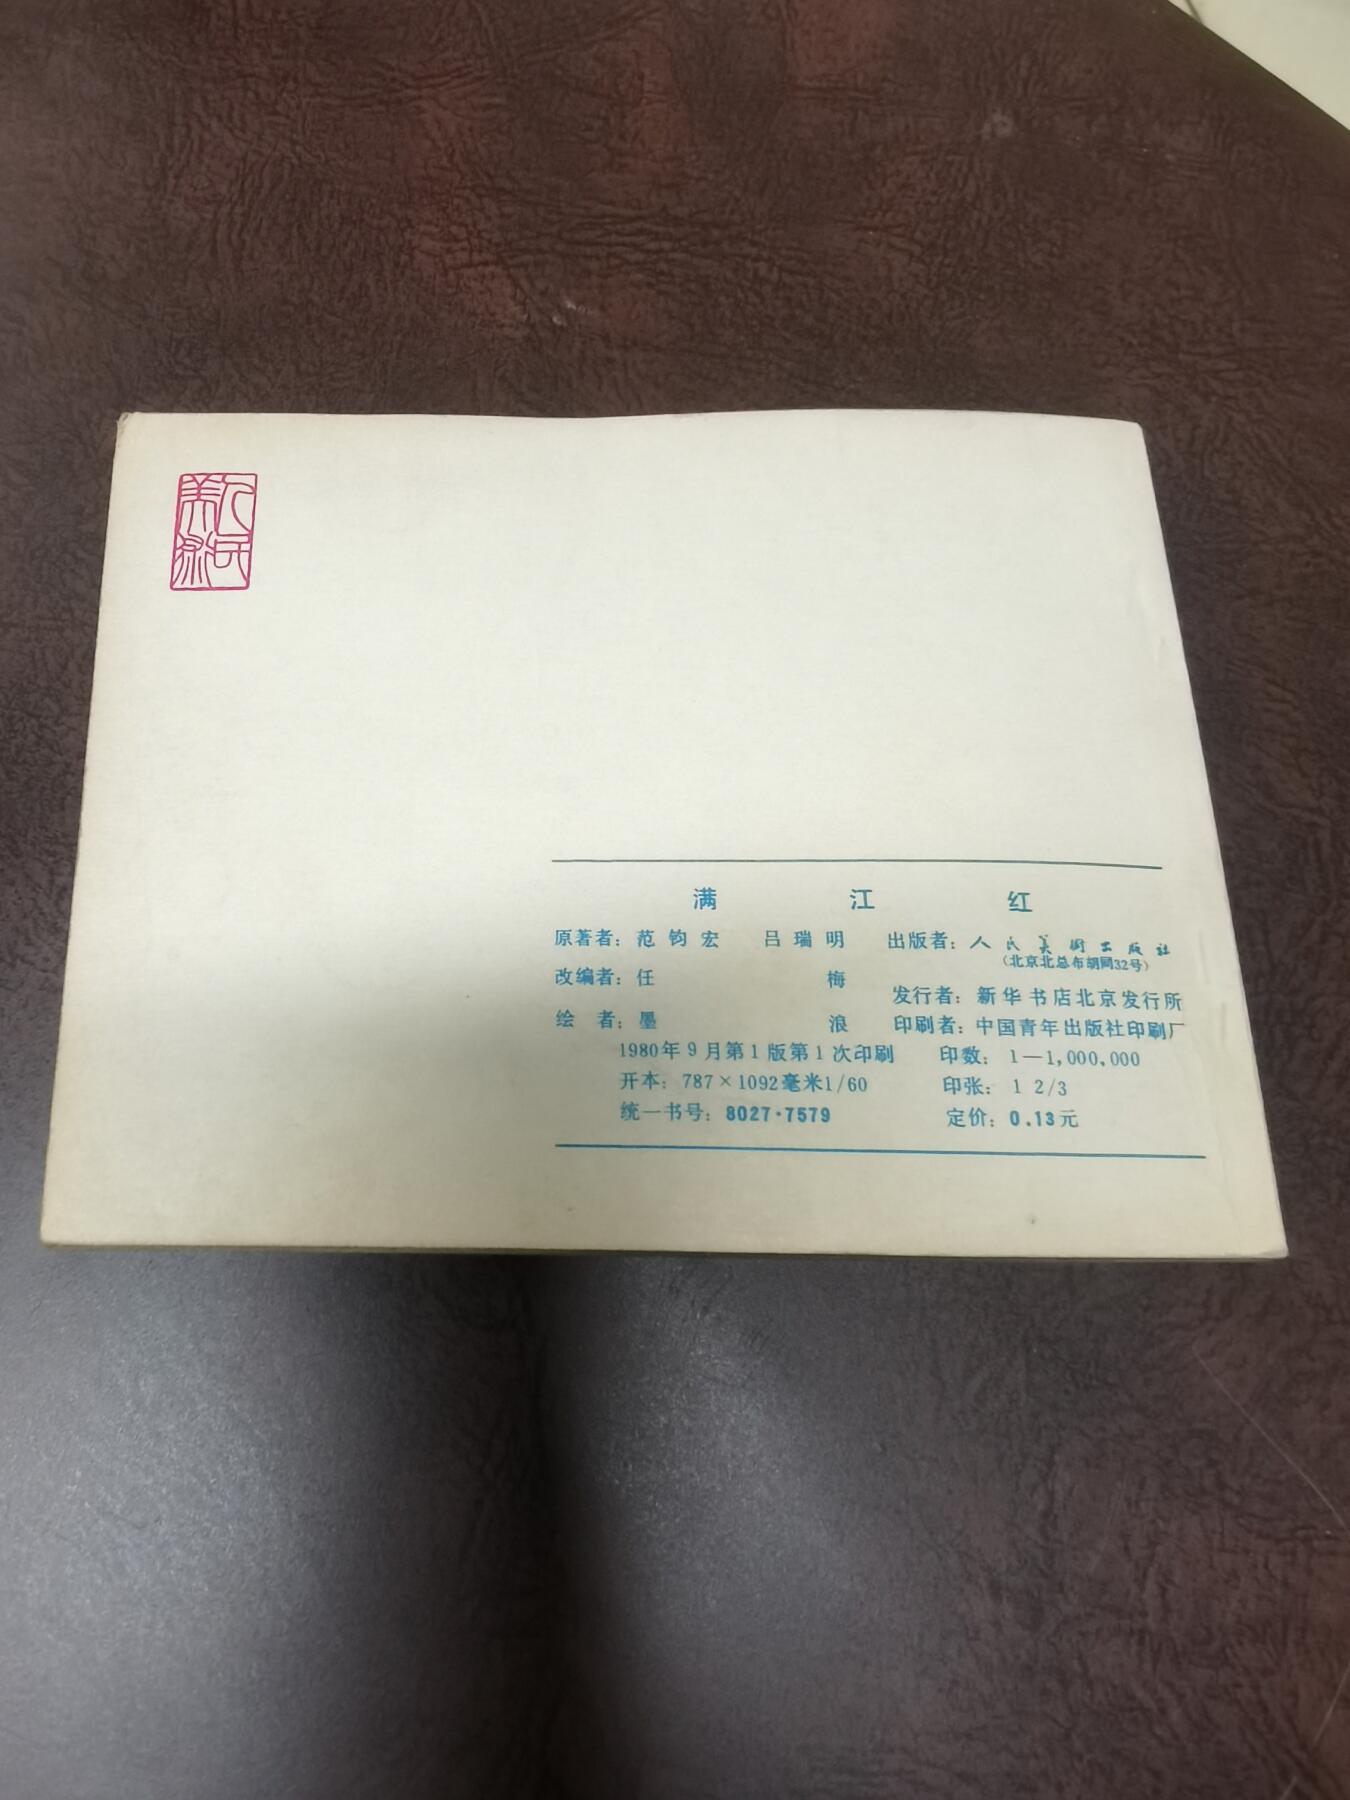 人民
美術
满江红
原著者：范钧宏 吕瑞明
改编者：任梅
绘者：墨浪
出版者：人民美術出版社
（北京北总布胡同32号）
发行者：新华书店北京发行所
印刷者：中国青年出版社印刷厂
1980年9月第1版第1次印刷 印数：1—1,000,000
开本：787×1092毫米1/60 印张：1 2/3
统一书号：8027·7579 定价：0.13元